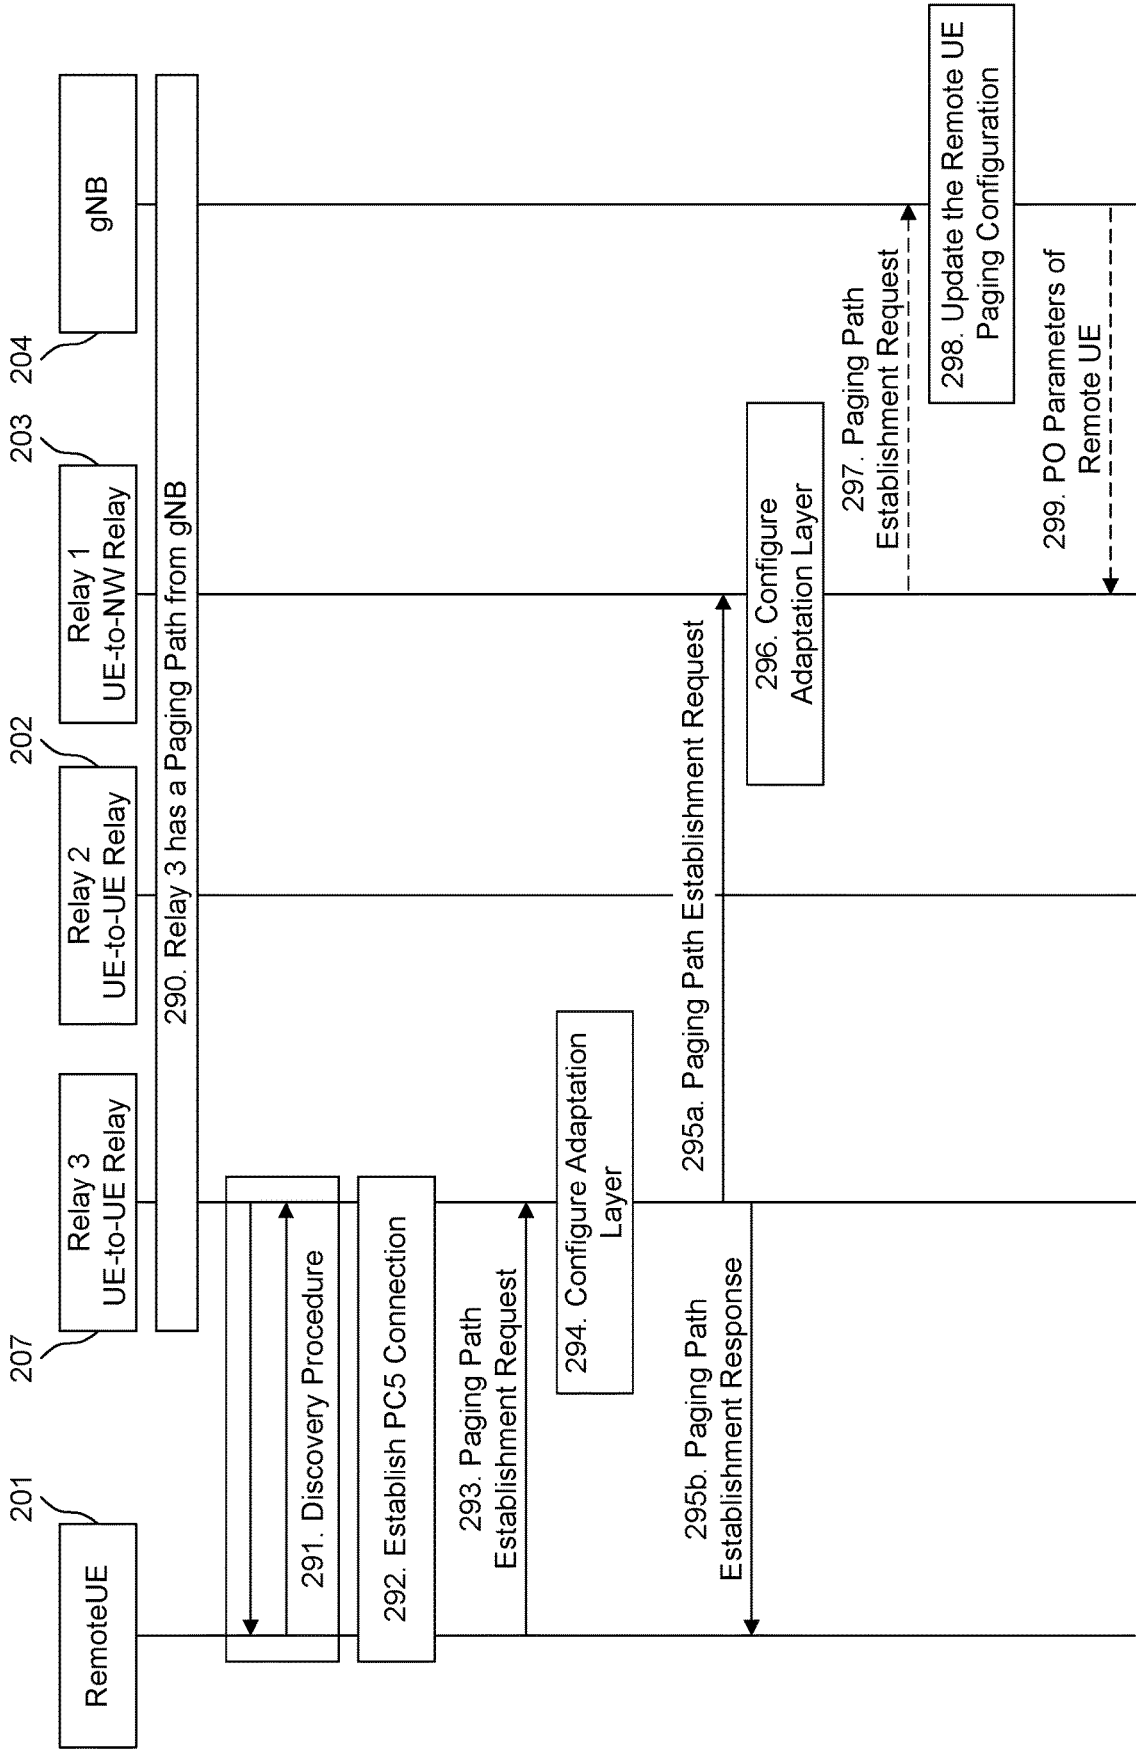 201
207
202
203
204
RemoteUE
Relay 3
UE-to-UE Relay
Relay 2
UE-to-UE Relay
Relay 1
UE-to-NW Relay
gNB
290. Relay 3 has a Paging Path from gNB
291. Discovery Procedure
292. Establish PC5 Connection
293. Paging Path
Establishment Request
294. Configure Adaptation
Layer
295a. Paging Path Establishment Request
295b. Paging Path
Establishment Response
296. Configure
Adaptation Layer
297. Paging Path
Establishment Request
298. Update the Remote UE
Paging Configuration
299. PO Parameters of
Remote UE